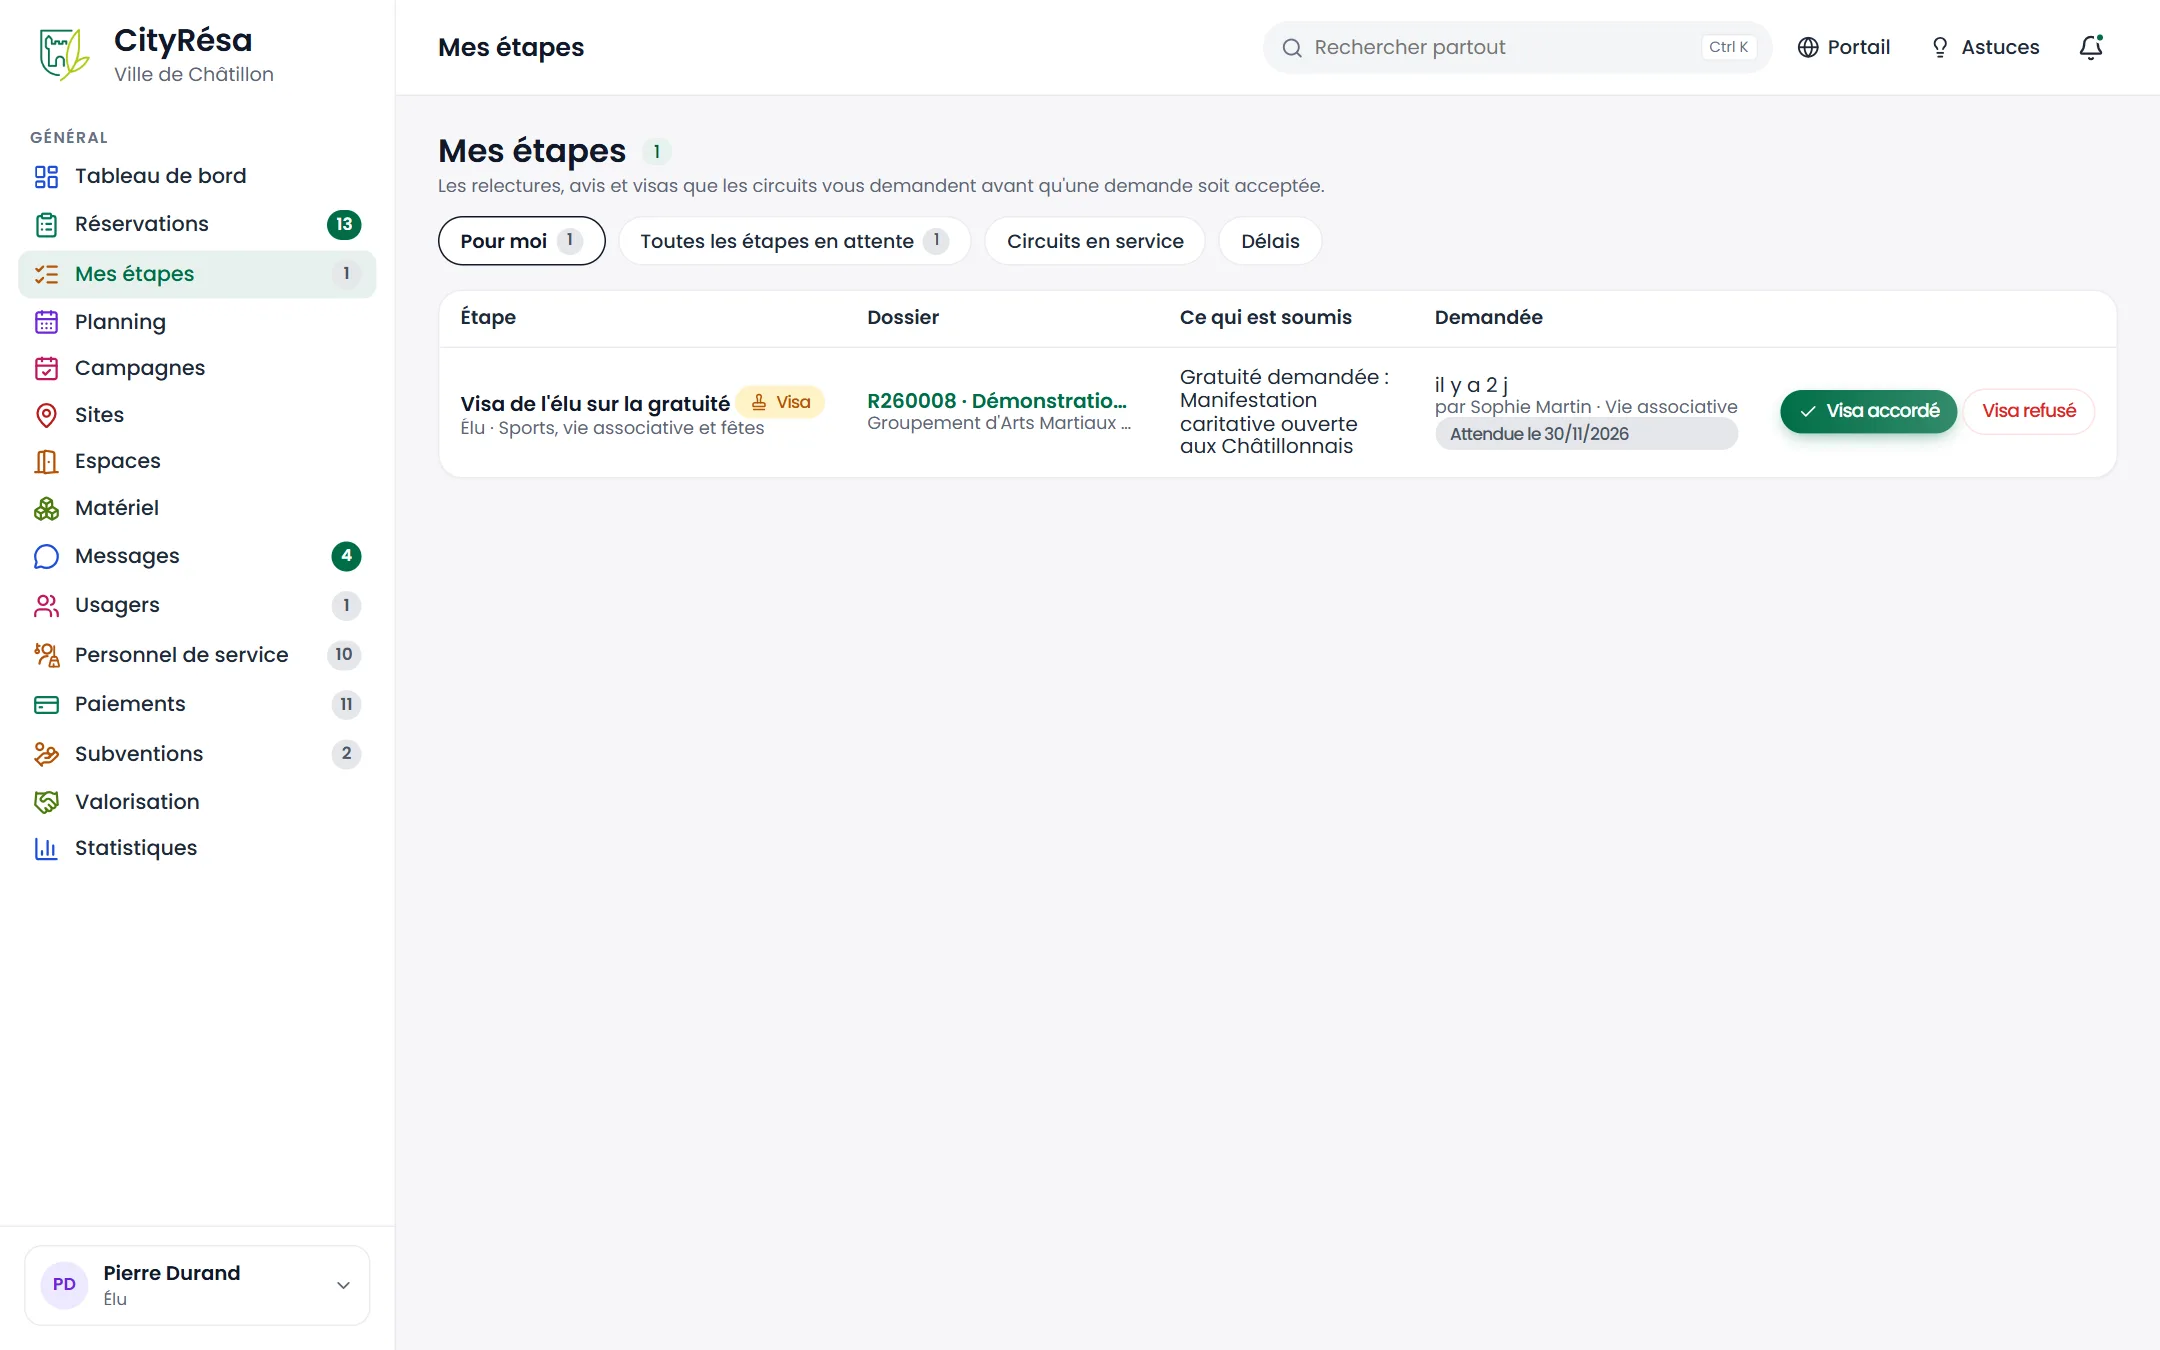 CityRésa
Ville de Châtillon
GÉNÉRAL
Tableau de bord
Réservations 13
Mes étapes 1
Planning
Campagnes
Sites
Espaces
Matériel
Messages 4
Usagers 1
Personnel de service 10
Paiements 11
Subventions 2
Valorisation
Statistiques
PD
Pierre Durand
Élu
Mes étapes
Rechercher partout Ctrl K
Portail
Astuces
Mes étapes 1
Les relectures, avis et visas que les circuits vous demandent avant qu'une demande soit acceptée.
Pour moi 1
Toutes les étapes en attente 1
Circuits en service
Délais
Étape Dossier Ce qui est soumis Demandée
Visa de l'élu sur la gratuité Visa
Élu · Sports, vie associative et fêtes
R260008 · Démonstratio...
Groupement d'Arts Martiaux ...
Gratuité demandée :
Manifestation
caritative ouverte
aux Châtillonnais
il y a 2 j
par Sophie Martin · Vie associative
Attendue le 30/11/2026
Visa accordé
Visa refusé